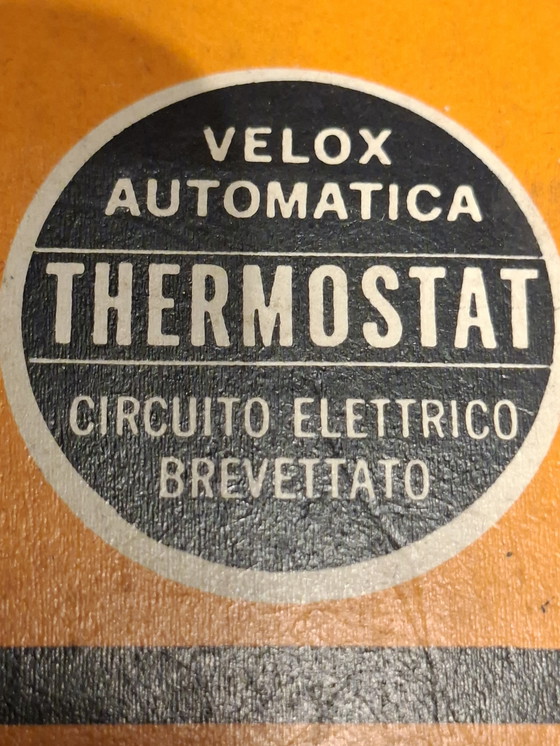 VELOX
AUTOMATICA
THERMOSTAT
CIRCUITO ELETTRICO
BREVETTATO